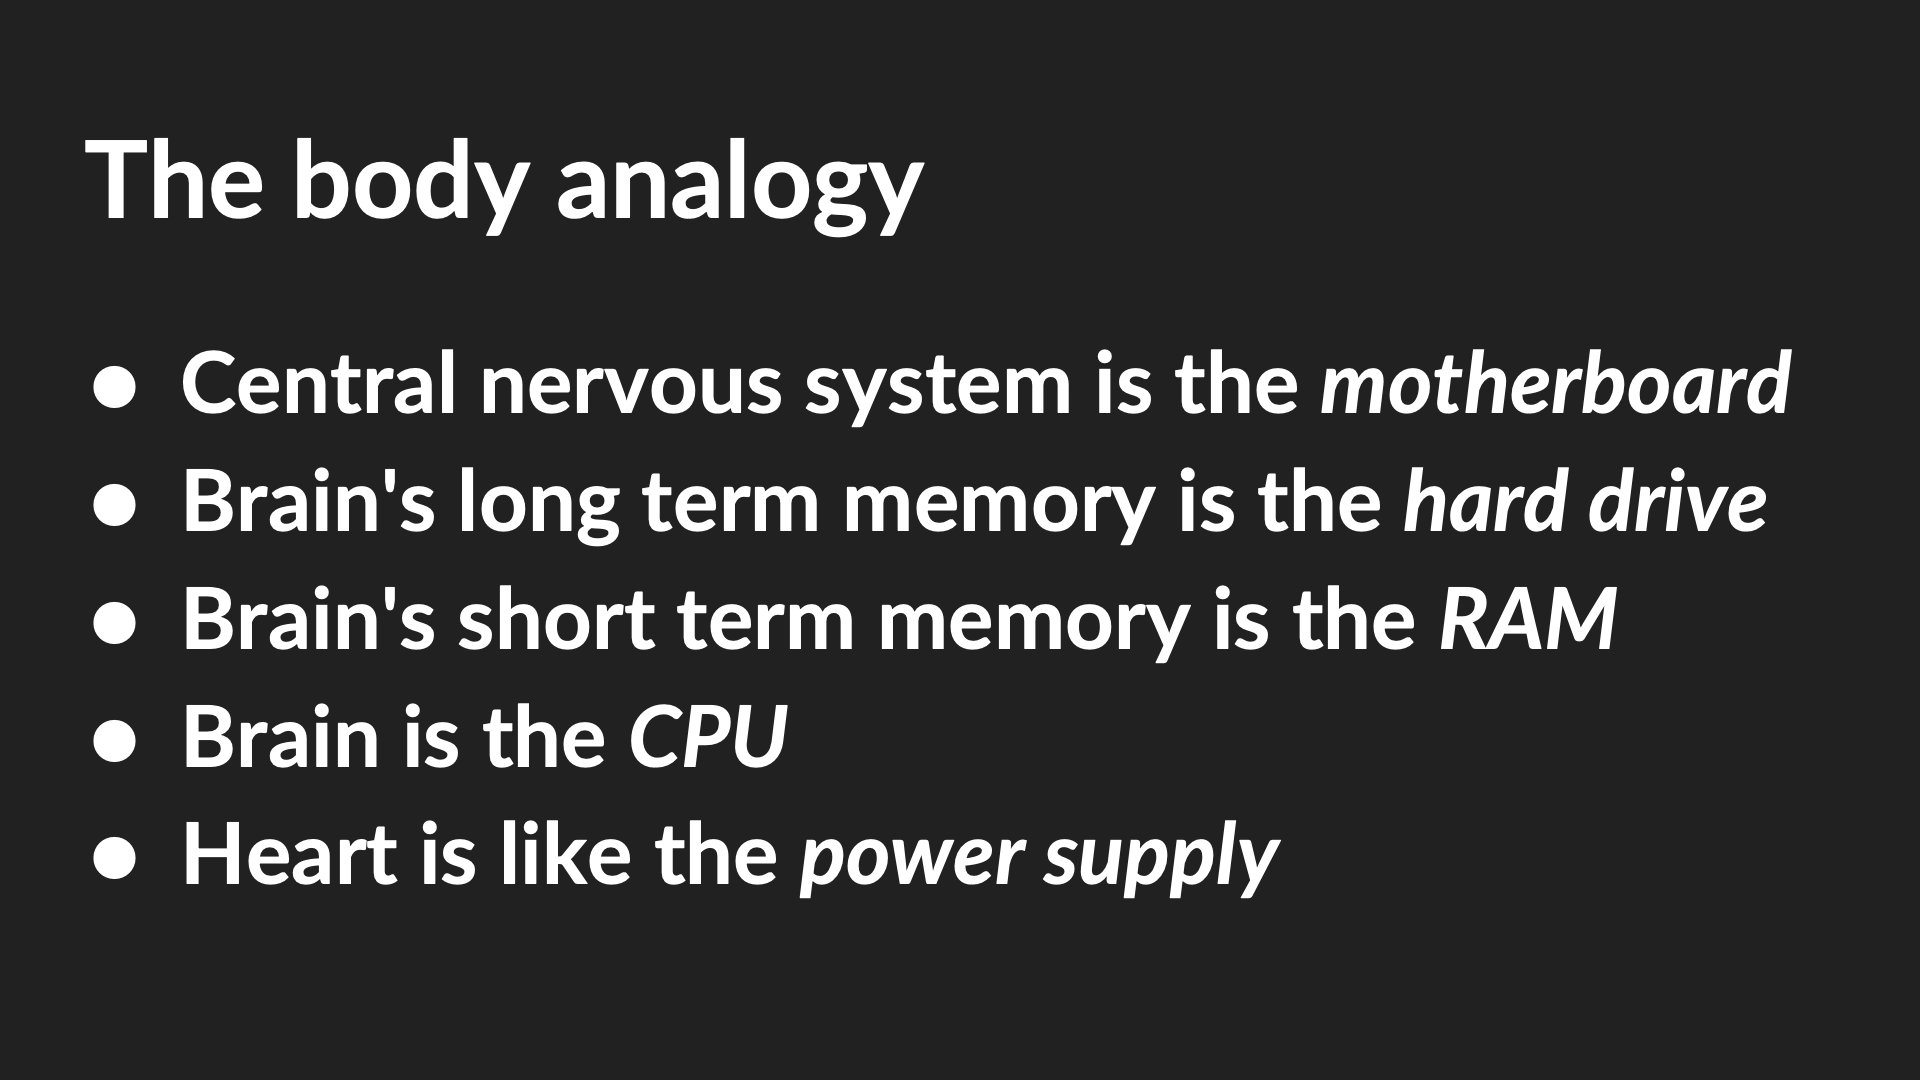 The body analogy
● Central nervous system is the motherboard
● Brain's long term memory is the hard drive
● Brain's short term memory is the RAM
● Brain is the CPU
● Heart is like the power supply